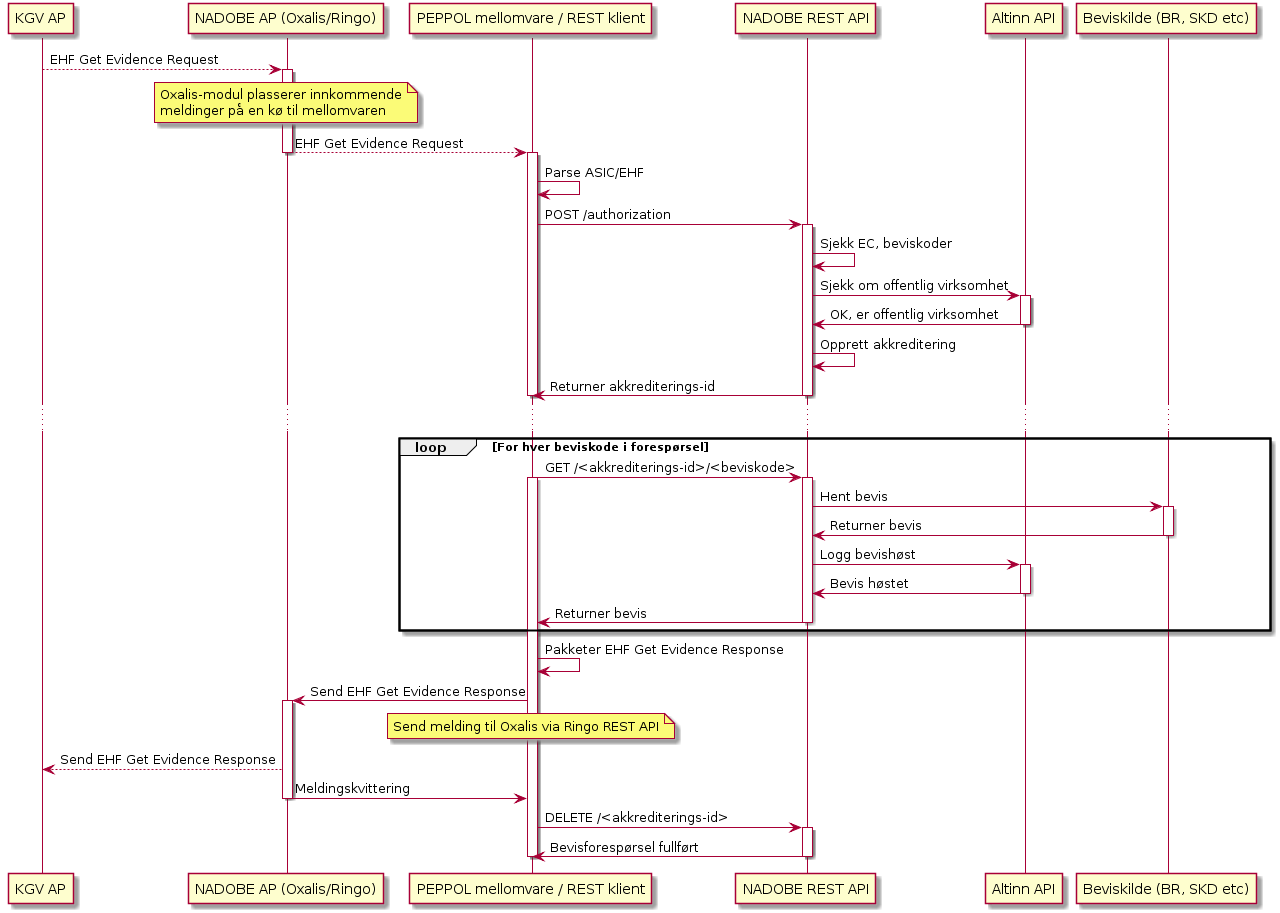 KGV AP
NADOBE AP (Oxalis/Ringo)
PEPPOL mellomvare / REST klient
NADOBE REST API
Altinn API
Beviskilde (BR, SKD etc)
EHF Get Evidence Request
Oxalis-modul plasserer innkommende
meldinger på en kø til mellomvaren
EHF Get Evidence Request
Parse ASIC/EHF
POST /authorization
Sjekk EC, beviskoder
Sjekk om offentlig virksomhet
OK, er offentlig virksomhet
Opprett akkreditering
Returner akkrediterings-id
loop
[For hver beviskode i forespørsel]
GET /<akkrediterings-id>/<beviskode>
Hent bevis
Returner bevis
Logg bevishøst
Bevis høstet
Returner bevis
Pakketer EHF Get Evidence Response
Send EHF Get Evidence Response
Send melding til Oxalis via Ringo REST API
Send EHF Get Evidence Response
Meldingskvittering
DELETE /<akkrediterings-id>
Bevisforespørsel fullført
KGV AP
NADOBE AP (Oxalis/Ringo)
PEPPOL mellomvare / REST klient
NADOBE REST API
Altinn API
Beviskilde (BR, SKD etc)